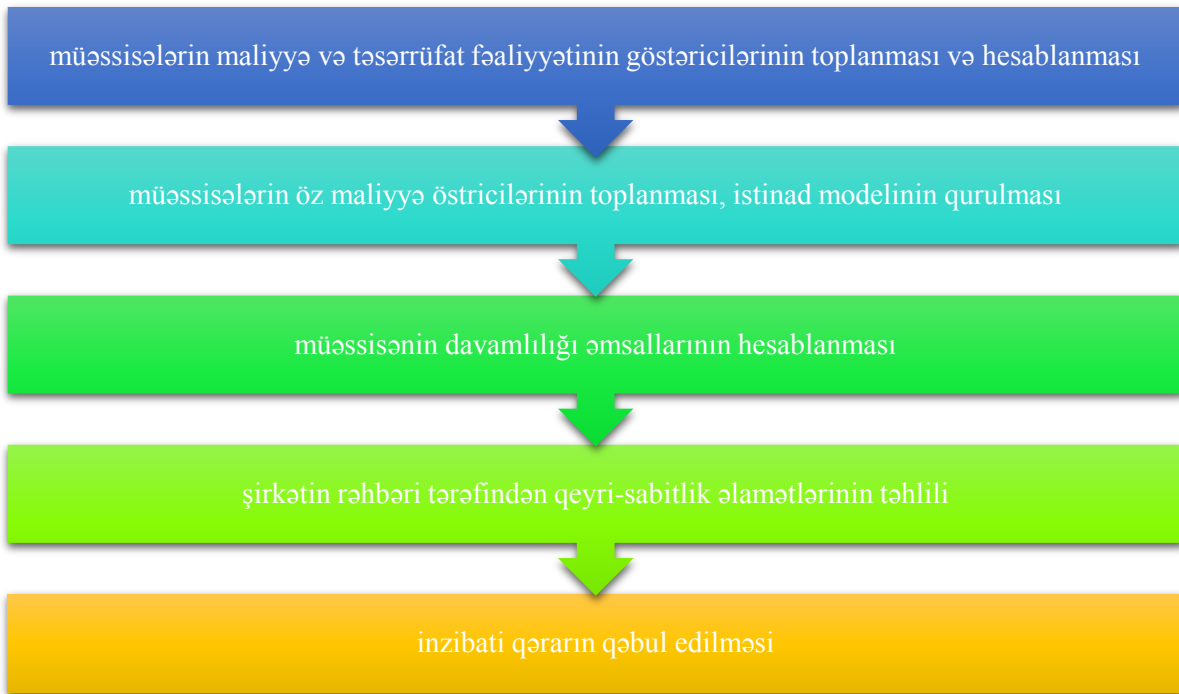 müəssisələrin maliyyə və təsərrüfat fəaliyyətinin göstəricilərinin toplanması və hesablanması
müəssisələrin öz maliyyə östricilərinin toplanması, istinad modelinin qurulması
müəssisənin davamlılığı əmsallarının hesablanması
şirkətin rəhbəri tərəfindən qeyri-sabitlik əlamətlərinin təhlili
inzibati qərarın qəbul edilməsi